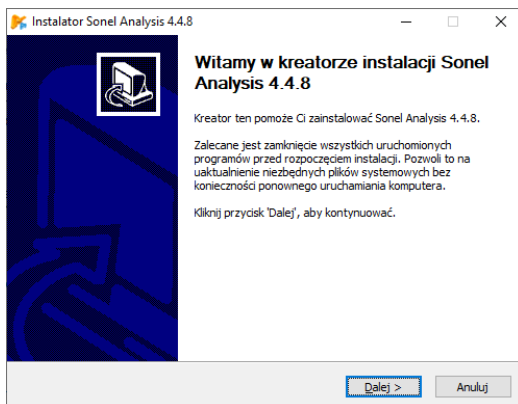 Instalator Sonel Analysis 4.4.8
Witamy w kreatorze instalacji Sonel
Analysis 4.4.8
Kreator ten pomoże Ci zainstalować Sonel Analysis 4.4.8.
Zalecane jest zamknięcie wszystkich uruchomionych
programów przed rozpoczęciem instalacji. Pozwoli to na
uaktualnienie niezbędnych plików systemowych bez
konieczności ponownego uruchamiania komputera.
Kliknij przycisk 'Dalej', aby kontynuować.
Dalej >
Anuluj